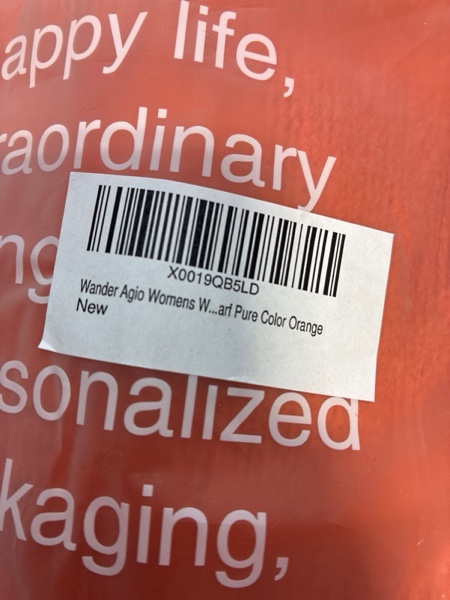 appy life,
raordinary
ng
X0019QB5LD
Wander Agio Womens W...arf Pure Color Orange
New
sonalized
kaging,